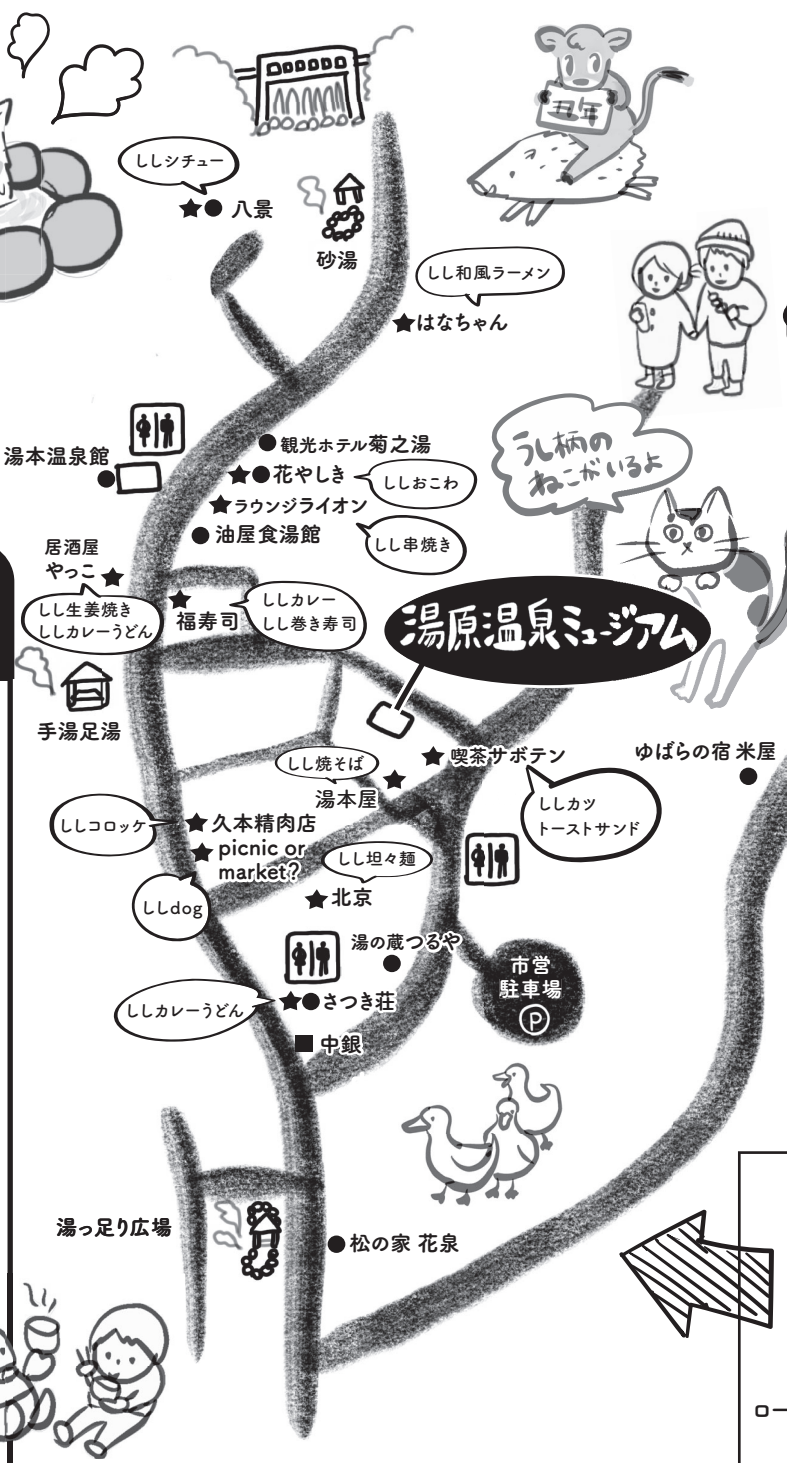 丑年
ししシチュー
八景
砂湯
しし和風ラーメン
はなちゃん
湯本温泉館
観光ホテル菊之湯
花やしき
ししおこわ
ラウンジライオン
油屋食湯館
しし串焼き
うし柄の
ねこがいるよ
居酒屋
やっこ
しし生姜焼き
ししカレーうどん
福寿司
ししカレー
しし巻き寿司
湯原温泉ミュージアム
手湯足湯
しし焼そば
湯本屋
喫茶サボテン
ししカツ
トーストサンド
ゆばらの宿 米屋
ししコロッケ
久本精肉店
picnic or
market?
ししdog
しし坦々麺
北京
湯の蔵つるや
市営
駐車場
P
ししカレーうどん
さつき荘
中銀
湯っ足り広場
松の家 花泉
ロー